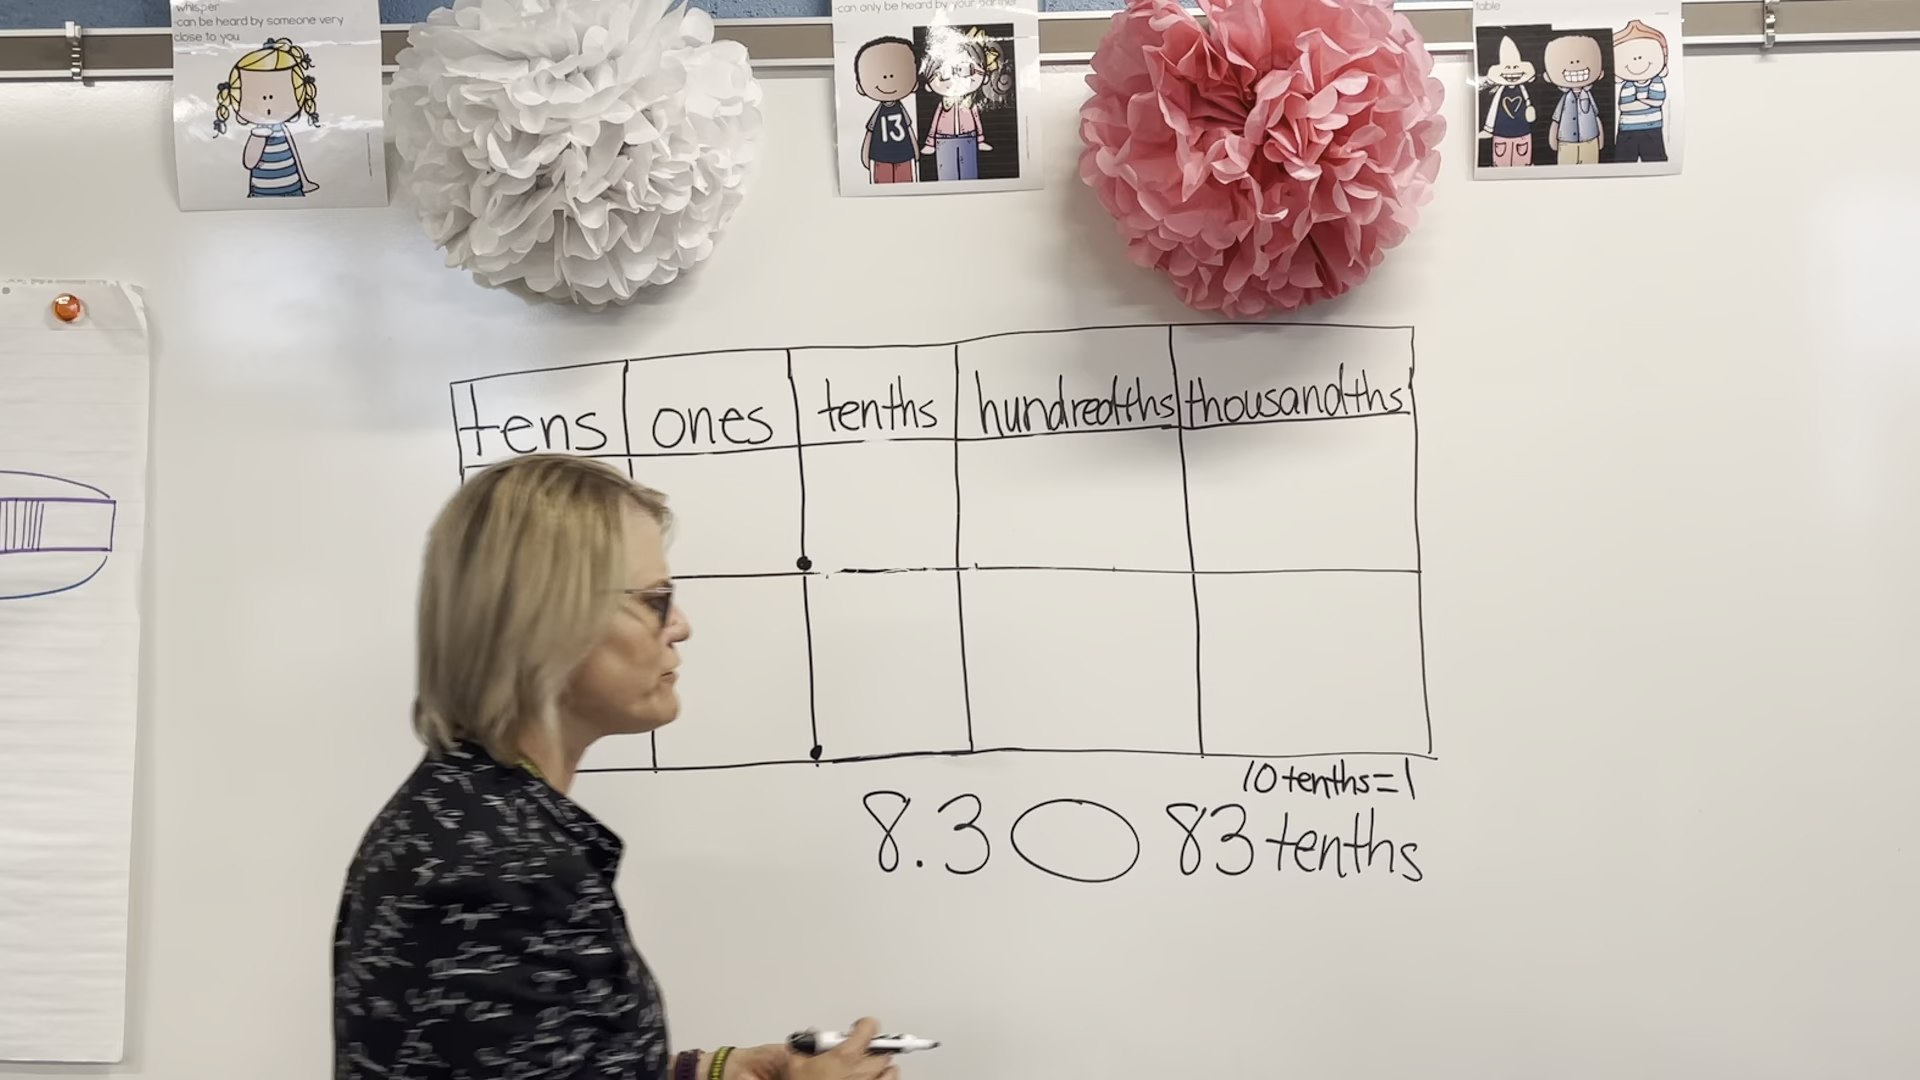 whisper
-can be heard by someone very
close to you
-can only be heard by your partner
table
13
tens ones tenths hundredths thousandths
10 tenths=1
8.3 83 tenths